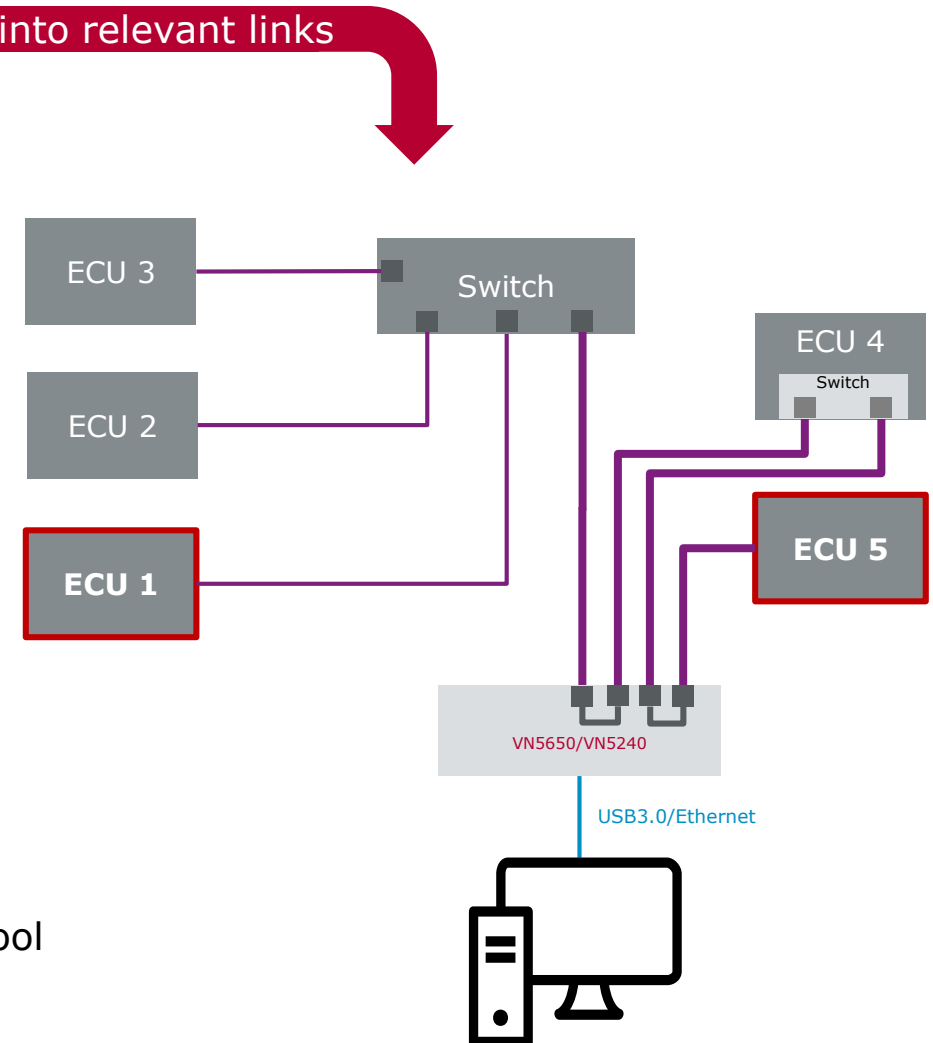 into relevant links
ECU 3
Switch
ECU 4
Switch
ECU 2
ECU 5
ECU 1
VN5650/VN5240
USB3.0/Ethernet
ool